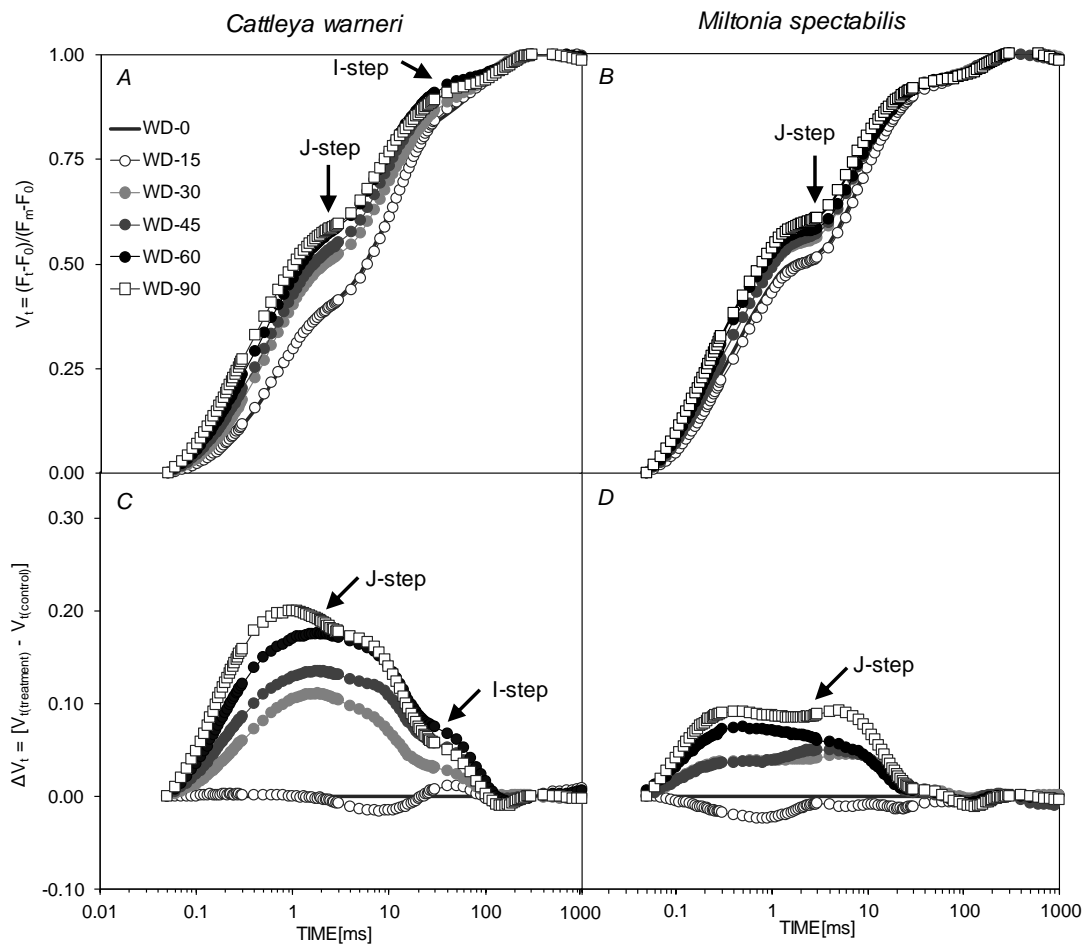 Cattleya warneri
Miltonia spectabilis
A
I-step
J-step
WD-0
WD-15
WD-30
WD-45
WD-60
WD-90
1.00
0.75
0.50
0.25
0.00
Vt = (Ft-F0)/(Fm-F0)
B
J-step
C
J-step
I-step
0.30
0.20
0.10
0.00
-0.10
ΔVt = [Vt(treatment) - Vt(control)]
0.01 0.1 1 10 100 1000
TIME[ms]
D
J-step
0.1 1 10 100 1000
TIME[ms]